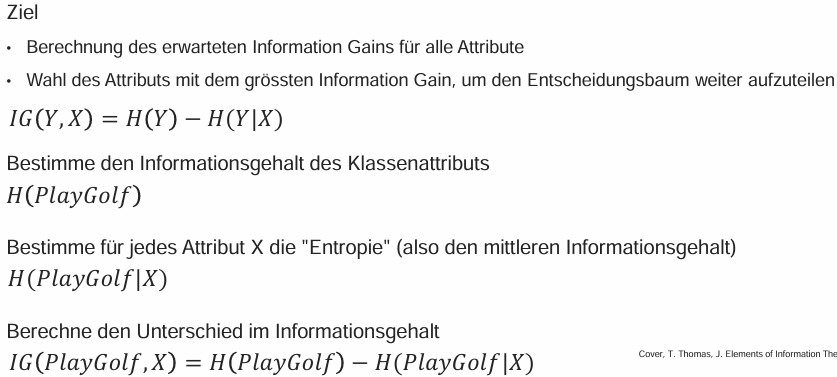 Ziel
• Berechnung des erwarteten Information Gains für alle Attribute
• Wahl des Attributs mit dem grössten Information Gain, um den Entscheidungsbaum weiter aufzuteilen
IG(Y,X) = H(Y) − H(Y|X)
Bestimme den Informationsgehalt des Klassenattributs
H(PlayGolf)
Bestimme für jedes Attribut X die "Entropie" (also den mittleren Informationsgehalt)
H(PlayGolf|X)
Berechne den Unterschied im Informationsgehalt
IG(PlayGolf,X) = H(PlayGolf) − H(PlayGolf|X)
Cover, T. Thomas, J. Elements of Information The